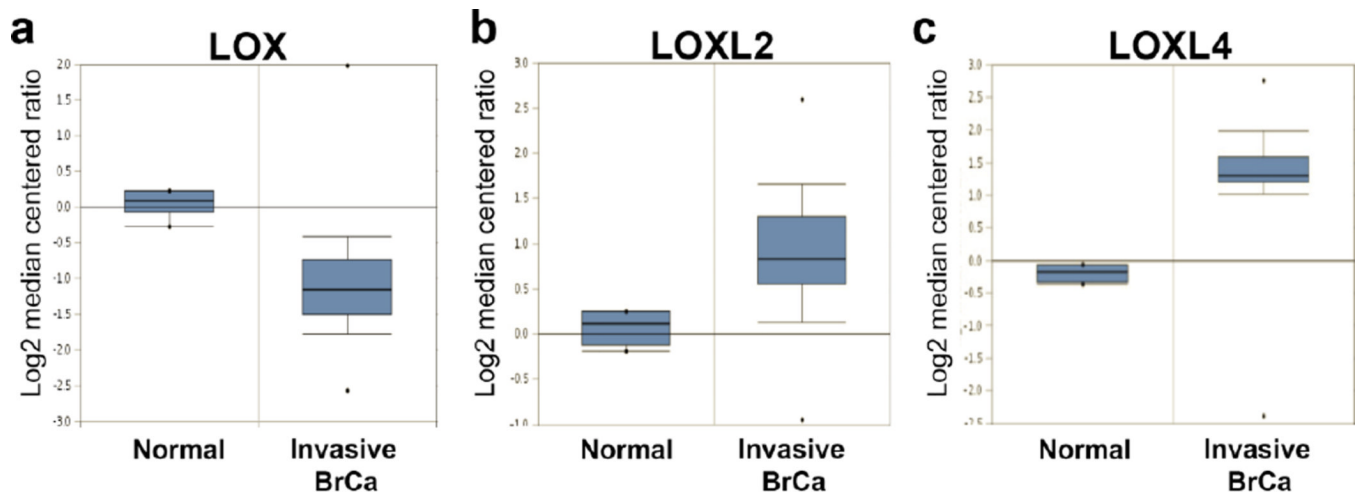 a
LOX
Log2 median centered ratio
2.0
1.5
1.0
0.5
0.0
-0.5
-1.0
-1.5
-2.0
-2.5
-3.0
Normal
Invasive
BrCa
b
LOXL2
Log2 median centered ratio
3.0
2.5
2.0
1.5
1.0
0.5
0.0
-0.5
-1.0
Normal
Invasive
BrCa
c
LOXL4
Log2 median centered ratio
3.0
2.5
2.0
1.5
1.0
0.5
0.0
-0.5
-1.0
-1.5
-2.0
-2.5
Normal
Invasive
BrCa